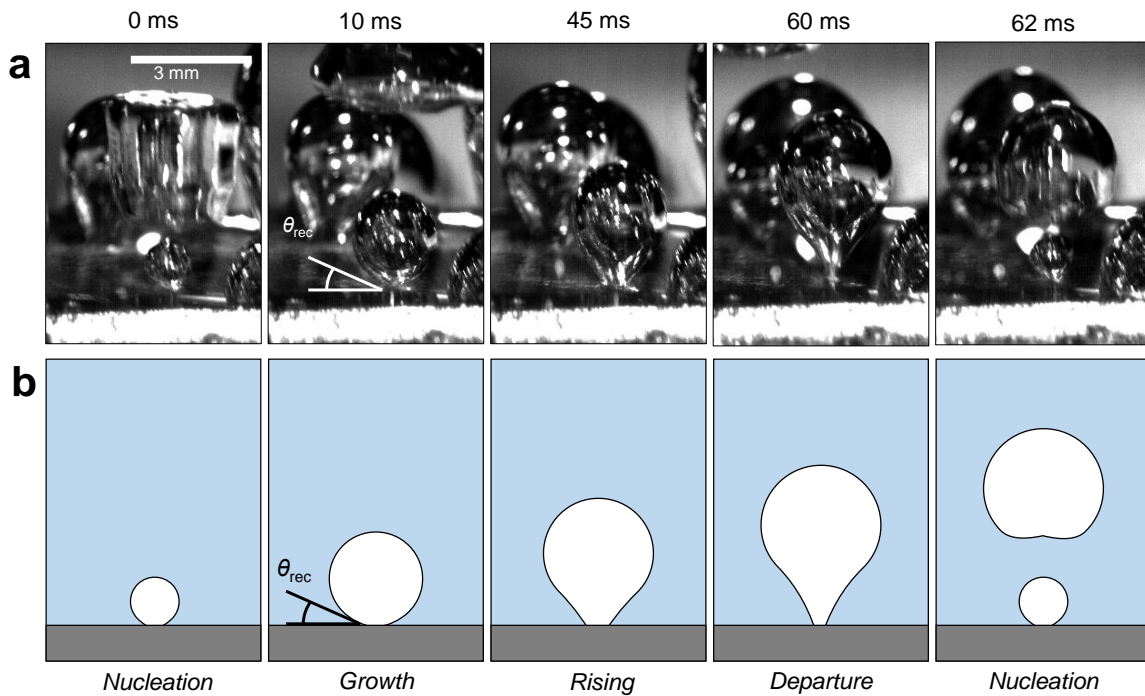 0 ms 10 ms 45 ms 60 ms 62 ms
a
3 mm
θrec
b
θrec
Nucleation Growth Rising Departure Nucleation